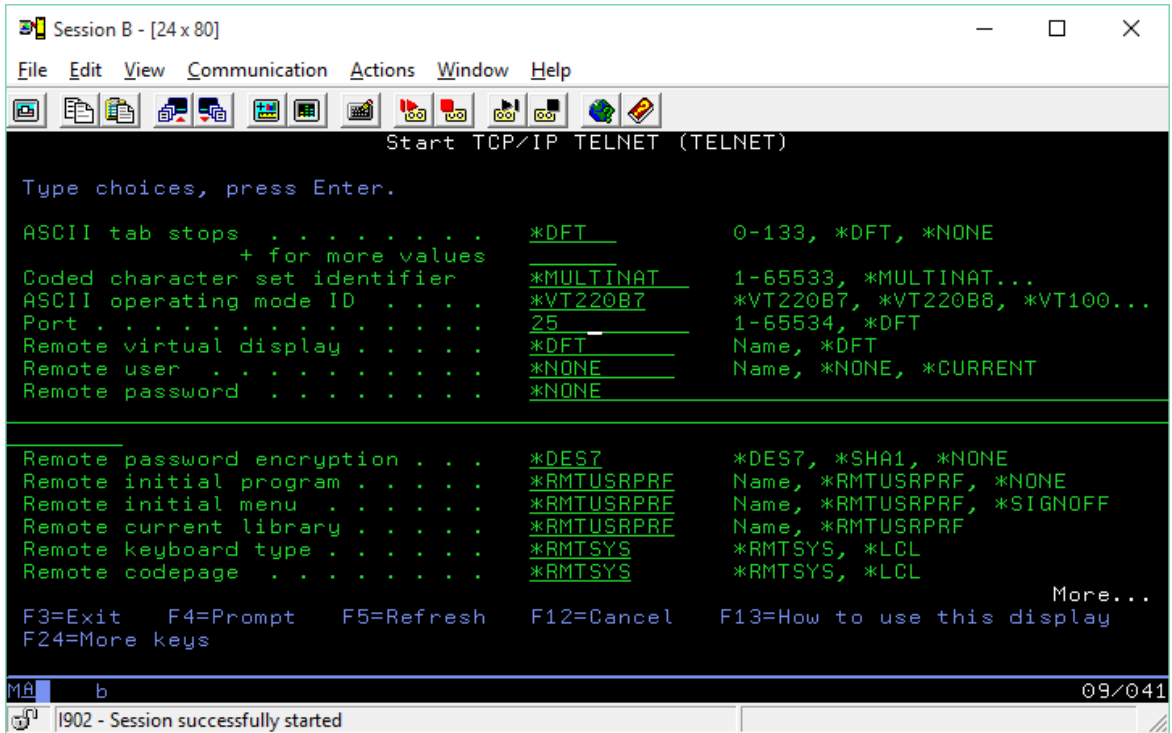 Session B - [24 x 80]
File Edit View Communication Actions Window Help
Start TCP/IP TELNET (TELNET)
Type choices, press Enter.
ASCII tab stops . . . . . . . . *DFT 0-133, *DFT, *NONE
+ for more values
Coded character set identifier *MULTINAT 1-65533, *MULTINAT...
ASCII operating mode ID . . . . *VT220B7 *VT220B7, *VT220B8, *VT100...
Port . . . . . . . . . . . . . 25 1-65534, *DFT
Remote virtual display . . . . . *DFT Name, *DFT
Remote user . . . . . . . . . *NONE Name, *NONE, *CURRENT
Remote password . . . . . . . *NONE
Remote password encryption . . . *DES7 *DES7, *SHA1, *NONE
Remote initial program . . . . . *RMTUSRPRF Name, *RMTUSRPRF, *NONE
Remote initial menu . . . . . . *RMTUSRPRF Name, *RMTUSRPRF, *SIGNOFF
Remote current library . . . . . *RMTUSRPRF Name, *RMTUSRPRF
Remote keyboard type . . . . . . *RMTSYS *RMTSYS, *LCL
Remote codepage . . . . . . . *RMTSYS *RMTSYS, *LCL
More...
F3=Exit F4=Prompt F5=Refresh F12=Cancel F13=How to use this display
F24=More keys
MA b 09/041
I902 - Session successfully started